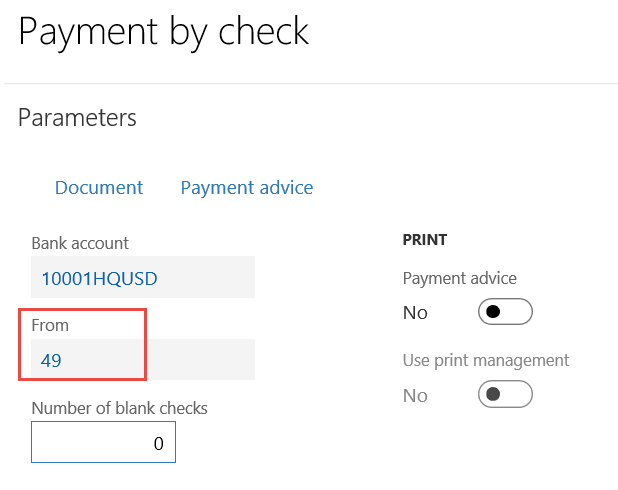 Payment by check
Parameters
Document Payment advice
Bank account
10001HQUSD
From
49
Number of blank checks
0
PRINT
Payment advice
No
Use print management
No